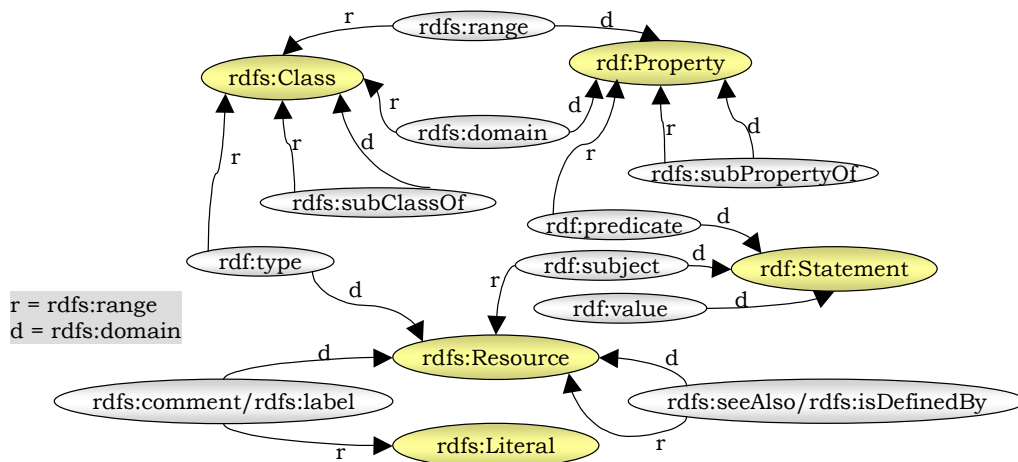 r
rdfs:range
d
rdfs:Class
rdf:Property
r
rdfs:domain
d
r
r
d
r
r
d
rdfs:subPropertyOf
rdfs:subClassOf
rdf:predicate
d
rdf:type
rdf:subject
d
rdf:Statement
d
r
rdf:value
d
r = rdfs:range
d = rdfs:domain
d
rdfs:Resource
d
rdfs:comment/rdfs:label
rdfs:seeAlso/rdfs:isDefinedBy
r
rdfs:Literal
r